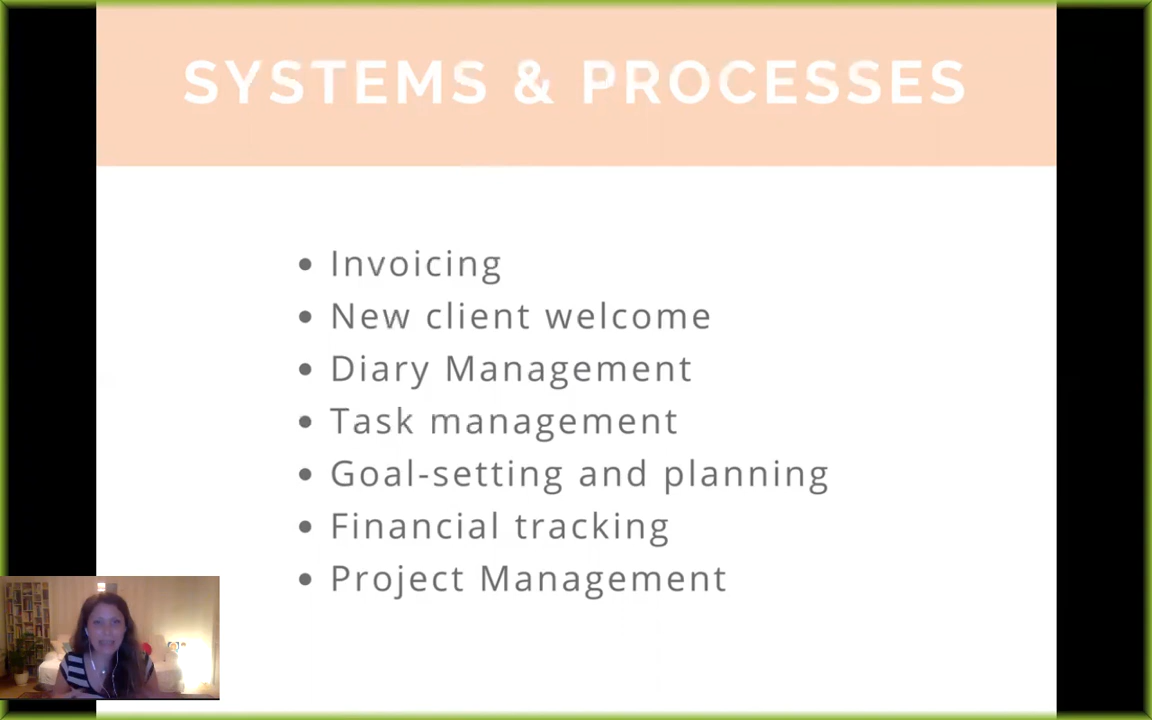 SYSTEMS & PROCESSES
• Invoicing
• New client welcome
• Diary Management
• Task management
• Goal-setting and planning
• Financial tracking
• Project Management